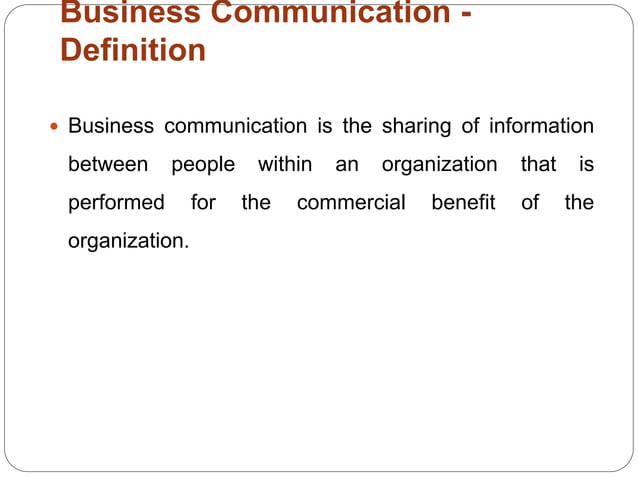 Business Communication -
Definition
• Business communication is the sharing of information
between people within an organization that is
performed for the commercial benefit of the
organization.